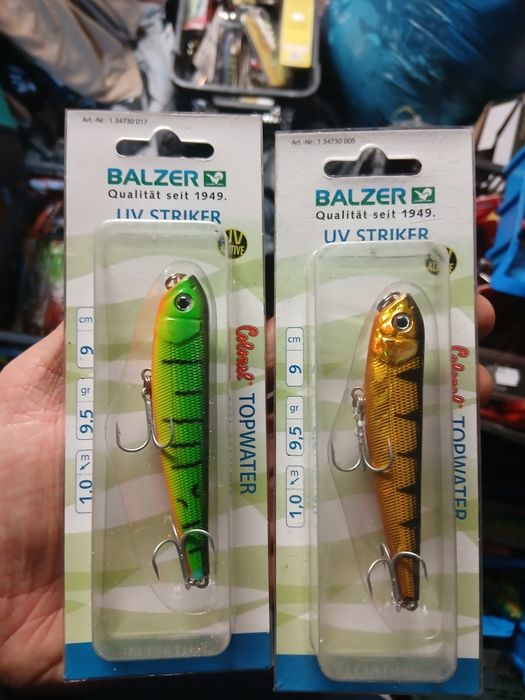 Art.-Nr.: 1 34730 017
BALZER
Qualität seit 1949.
UV STRIKER
UV
ACTIVE
Colonel®
TOPWATER
cm
9
gr
9,5
m
1,0
Art.-Nr.: 1 34730 005
BALZER
Qualität seit 1949.
UV STRIKER
Colonel®
TOPWATER
cm
9
gr
9,5
m
1,0